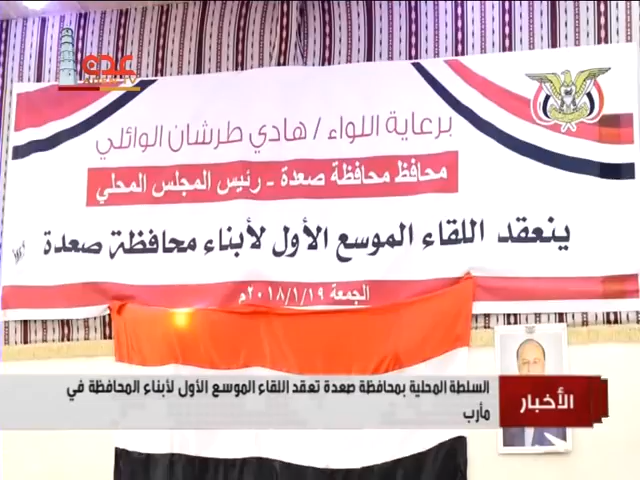 عدن
برعاية اللواء / هادي طرشان الوائلي
محافظ محافظة صعدة - رئيس المجلس المحلي
ينعقد اللقاء الموسع الأول لأبناء محافظة صعدة
الجمعة ٢٠١٨/١/١٩م
الأخبار
السلطة المحلية بمحافظة صعدة تعقد اللقاء الموسع الأول لأبناء المحافظة في
مأرب